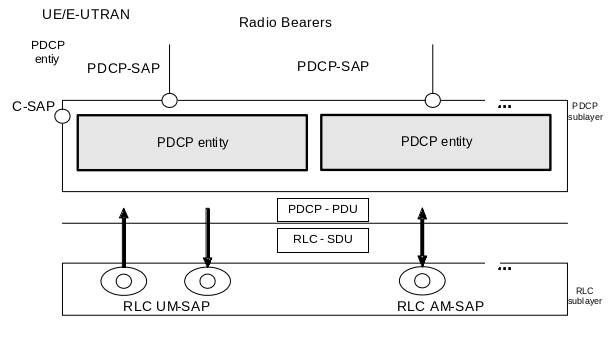 UE/E-UTRAN
Radio Bearers
PDCP
entiy
PDCP-SAP
PDCP-SAP
C-SAP
...
PDCP
sublayer
PDCP entity
PDCP entity
PDCP - PDU
RLC - SDU
...
RLC UM-SAP
RLC AM-SAP
RLC
sublayer